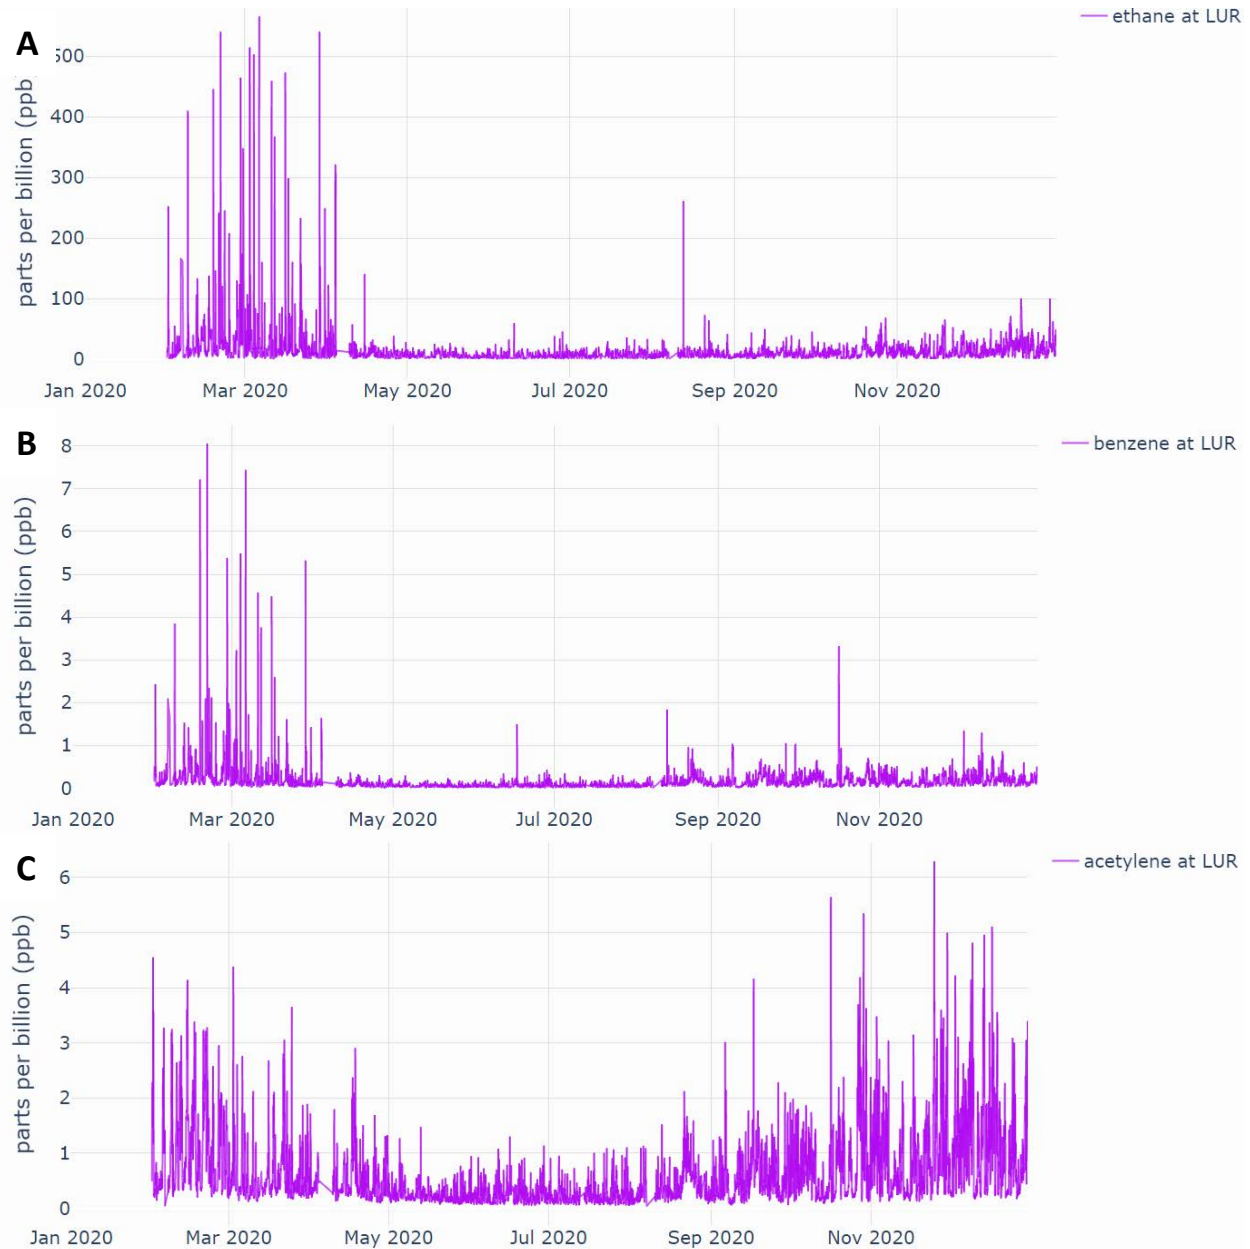 A
ethane at LUR
parts per billion (ppb)
500
400
300
200
100
0
Jan 2020 Mar 2020 May 2020 Jul 2020 Sep 2020 Nov 2020
B
benzene at LUR
parts per billion (ppb)
8
7
6
5
4
3
2
1
0
Jan 2020 Mar 2020 May 2020 Jul 2020 Sep 2020 Nov 2020
C
acetylene at LUR
parts per billion (ppb)
6
5
4
3
2
1
0
Jan 2020 Mar 2020 May 2020 Jul 2020 Sep 2020 Nov 2020